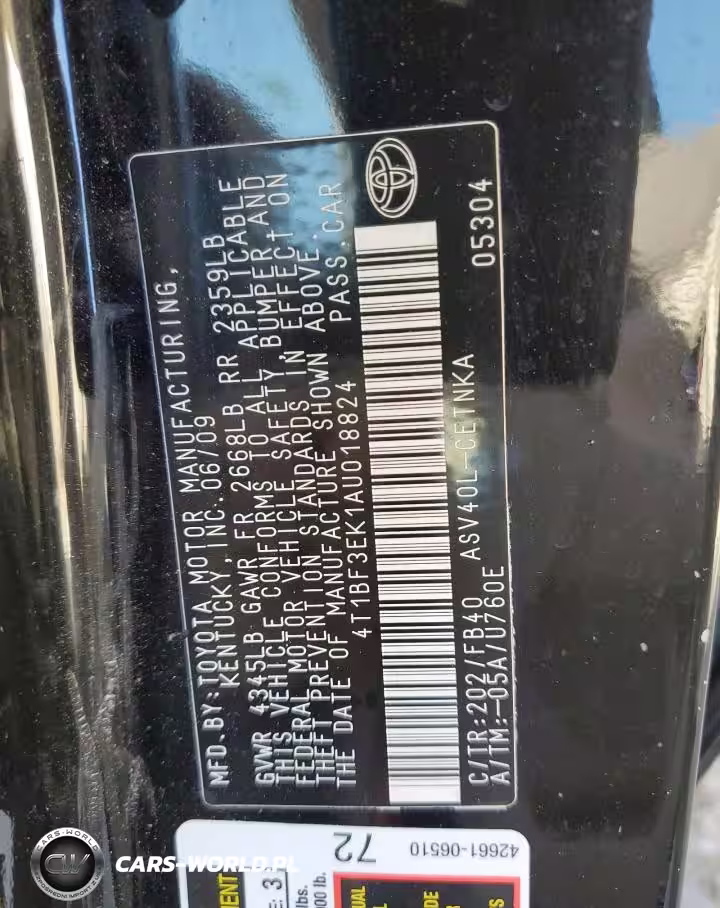 MFD.BY:TOYOTA MOTOR MANUFACTURING,
KENTUCKY, INC. 06/09
GVWR 4345LB GAWR FR 2668LB RR 2359LB
THIS VEHICLE CONFORMS TO ALL APPLICABLE
FEDERAL MOTOR VEHICLE SAFETY, BUMPER AND
THEFT PREVENTION STANDARDS IN EFFECT ON
THE DATE OF MANUFACTURE SHOWN ABOVE.
4T1BF3EK1AU018824 PASS.CAR
C/TR:202/FB40 ASV40L-CETNKA 05304
A/TM:-05A/U760E
72
42661-06510
CARS-WORLD
CW
CARS-WORLD.PL